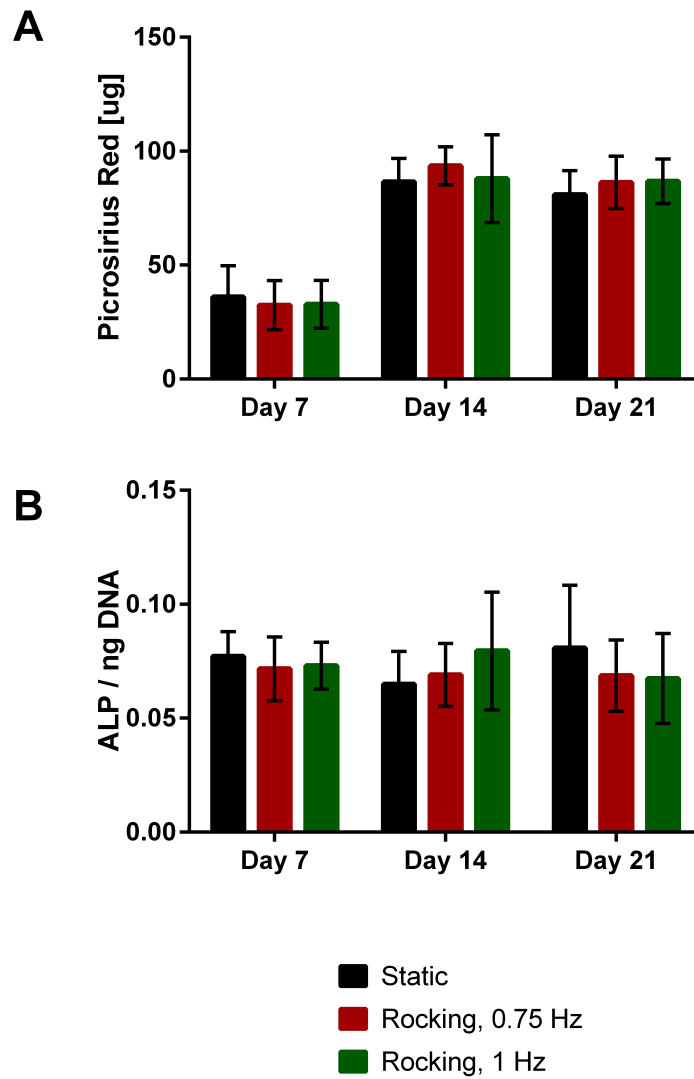 A
Picrosirius Red [ug]
150
100
50
0
Day 7 Day 14 Day 21
B
ALP / ng DNA
0.15
0.10
0.05
0.00
Day 7 Day 14 Day 21
Static
Rocking, 0.75 Hz
Rocking, 1 Hz